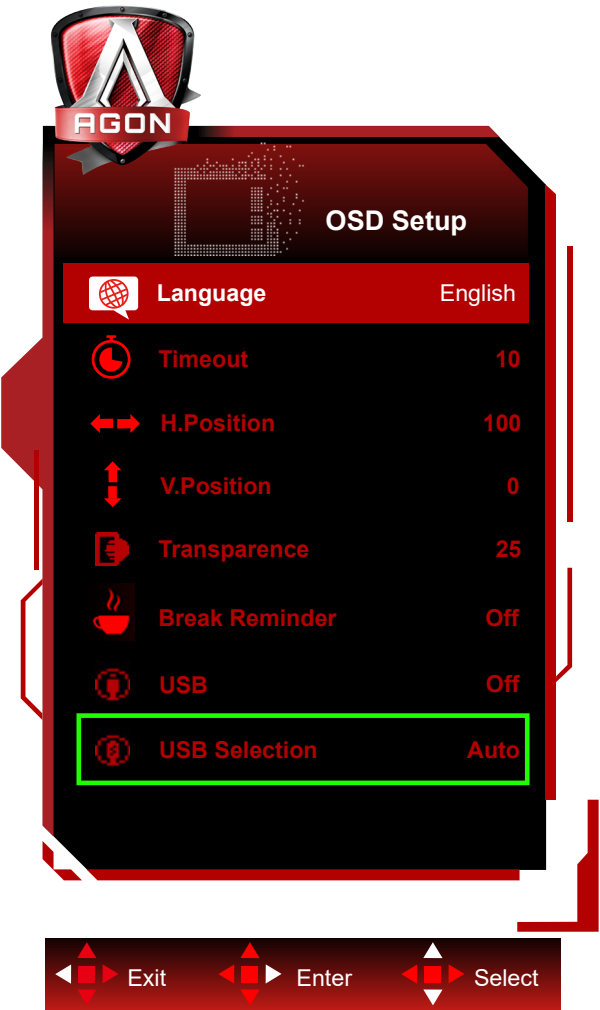 AGON
OSD Setup
Language English
Timeout 10
H.Position 100
V.Position 0
Transparence 25
Break Reminder Off
USB Off
USB Selection Auto
Exit Enter Select